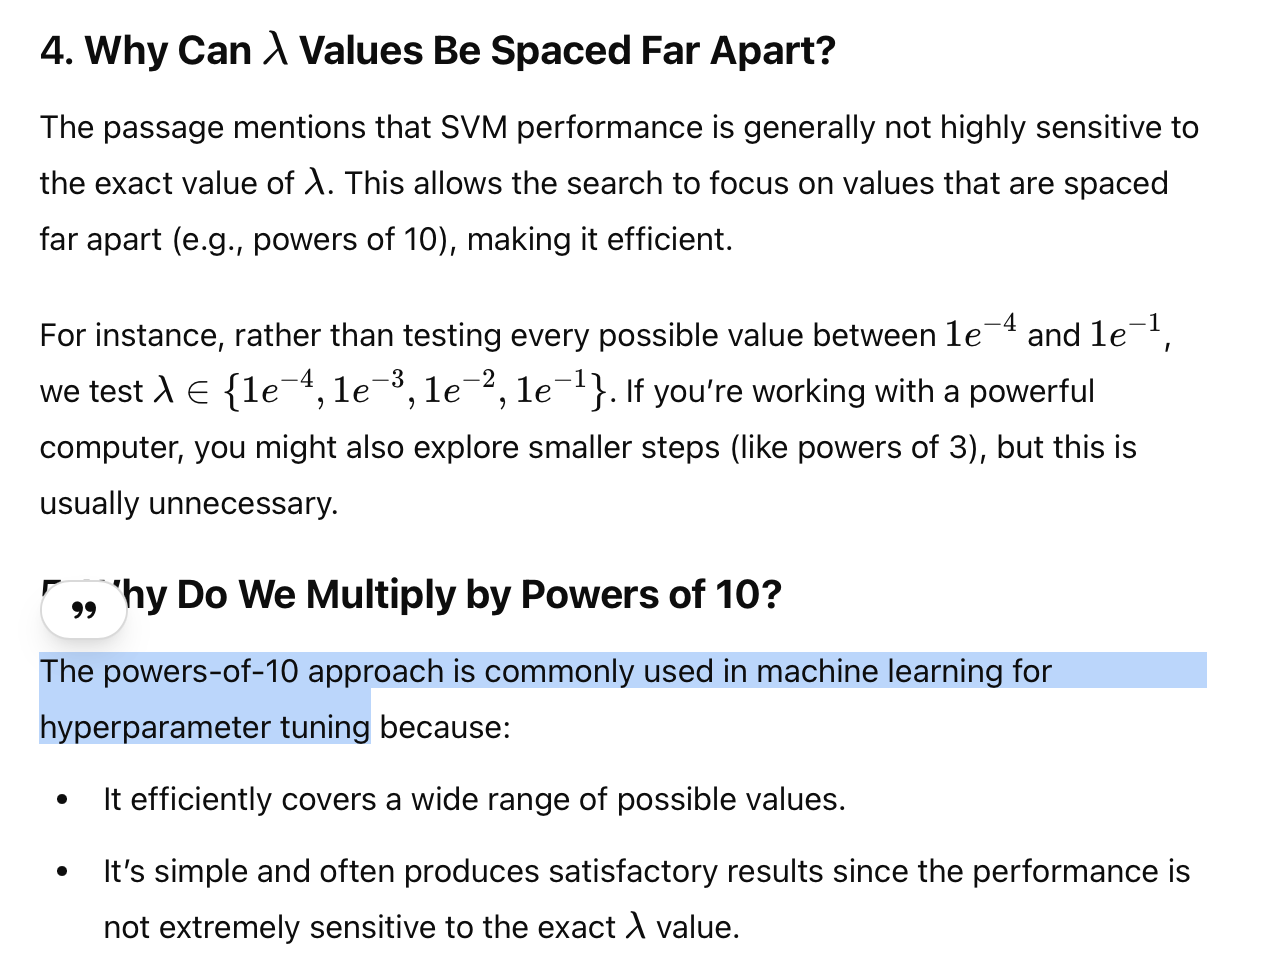 4. Why Can λ Values Be Spaced Far Apart?
The passage mentions that SVM performance is generally not highly sensitive to
the exact value of λ. This allows the search to focus on values that are spaced
far apart (e.g., powers of 10), making it efficient.
For instance, rather than testing every possible value between 1e⁻⁴ and 1e⁻¹,
we test λ ∈ {1e⁻⁴, 1e⁻³, 1e⁻², 1e⁻¹}. If you’re working with a powerful
computer, you might also explore smaller steps (like powers of 3), but this is
usually unnecessary.
hy Do We Multiply by Powers of 10?
”
The powers-of-10 approach is commonly used in machine learning for
hyperparameter tuning because:
• It efficiently covers a wide range of possible values.
• It’s simple and often produces satisfactory results since the performance is
not extremely sensitive to the exact λ value.